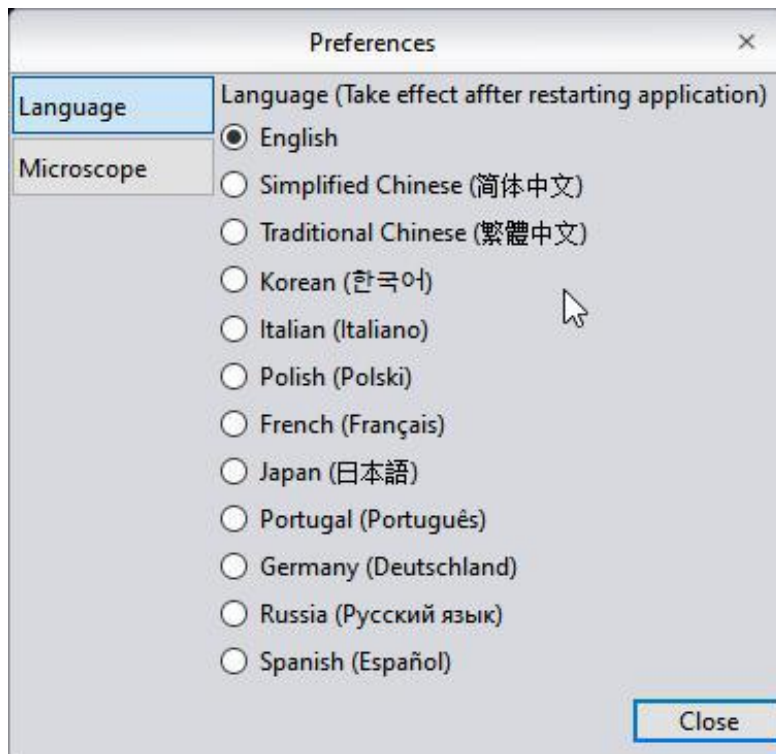 Preferences
Language
Microscope
Language (Take effect affter restarting application)
English
Simplified Chinese (简体中文)
Traditional Chinese (繁體中文)
Korean (한국어)
Italian (Italiano)
Polish (Polski)
French (Français)
Japan (日本語)
Portugal (Português)
Germany (Deutschland)
Russia (Русский язык)
Spanish (Español)
Close